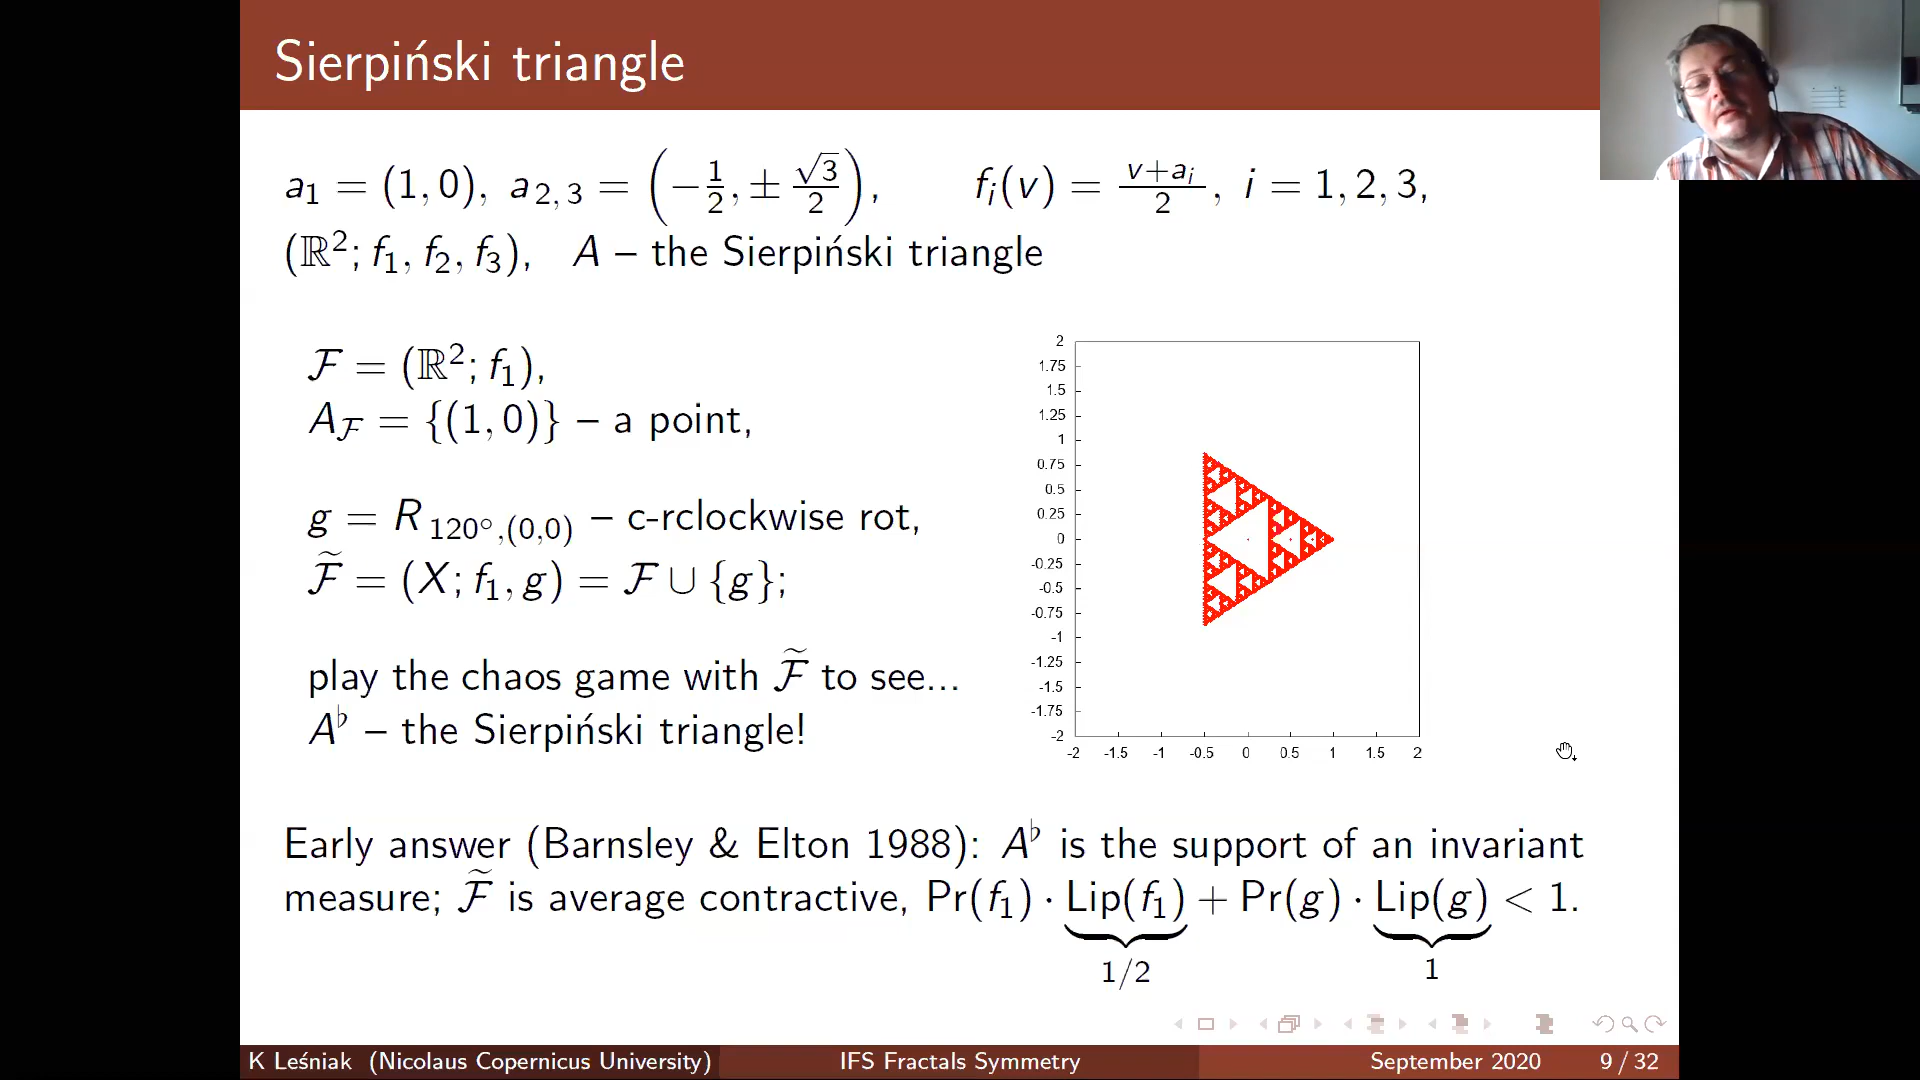 Sierpiński triangle
a₁ = (1, 0), a₂,₃ = (−1/2, ± √3/2), fᵢ(v) = (v+aᵢ)/2, i = 1, 2, 3,
(ℝ²; f₁, f₂, f₃), A – the Sierpiński triangle
ℱ = (ℝ²; f₁),
A_ℱ = {(1, 0)} – a point,
g = R₁₂₀°,₍₀,₀₎ – c-rclockwise rot,
ℱ̃ = (X; f₁, g) = ℱ ∪ {g};
play the chaos game with ℱ̃ to see...
A♭ – the Sierpiński triangle!
2
1.75
1.5
1.25
1
0.75
0.5
0.25
0
-0.25
-0.5
-0.75
-1
-1.25
-1.5
-1.75
-2
-2 -1.5 -1 -0.5 0 0.5 1 1.5 2
Early answer (Barnsley & Elton 1988): A♭ is the support of an invariant
measure; ℱ̃ is average contractive, Pr(f₁) · Lip(f₁) + Pr(g) · Lip(g) < 1.
1/2 1
K Leśniak (Nicolaus Copernicus University) IFS Fractals Symmetry September 2020 9 / 32